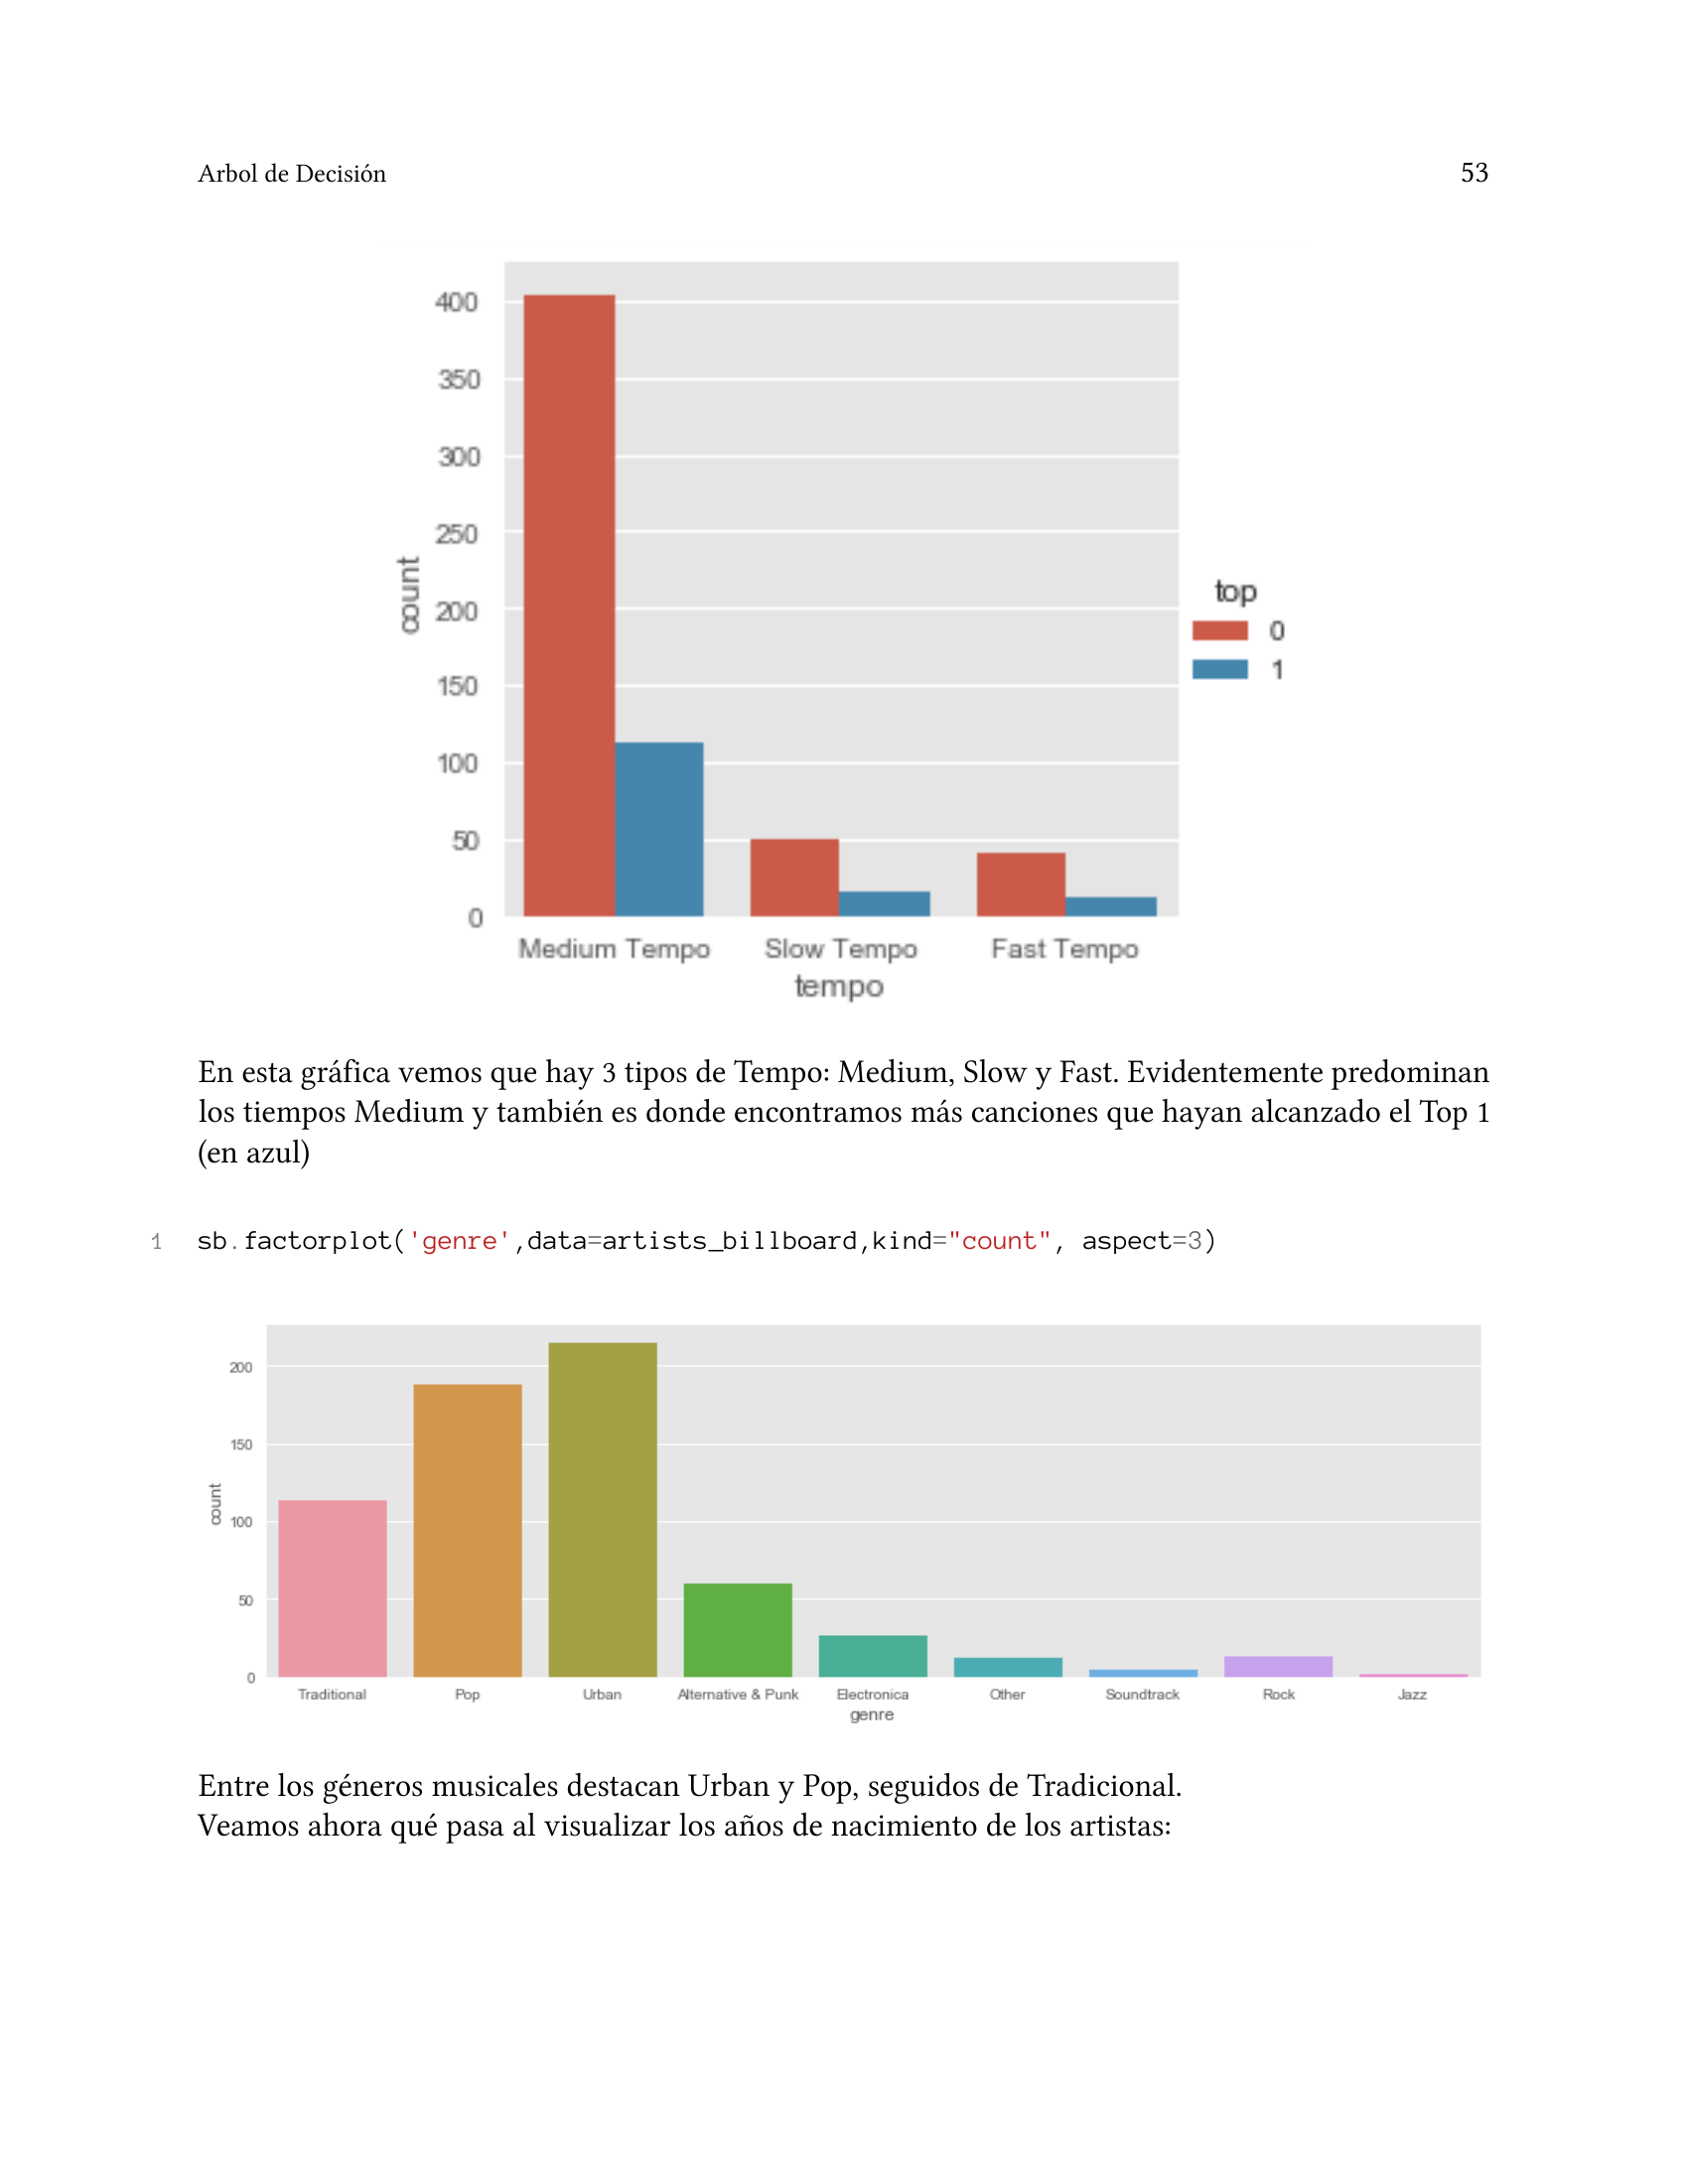 Arbol de Decisión 53
400
350
300
250
200
150
100
50
0
count
top
0
1
Medium Tempo Slow Tempo Fast Tempo
tempo
En esta gráfica vemos que hay 3 tipos de Tempo: Medium, Slow y Fast. Evidentemente predominan
los tiempos Medium y también es donde encontramos más canciones que hayan alcanzado el Top 1
(en azul)
1 sb.factorplot('genre',data=artists_billboard,kind="count", aspect=3)
200
150
100
50
0
count
Traditional Pop Urban Alternative & Punk Electronica Other Soundtrack Rock Jazz
genre
Entre los géneros musicales destacan Urban y Pop, seguidos de Tradicional.
Veamos ahora qué pasa al visualizar los años de nacimiento de los artistas: